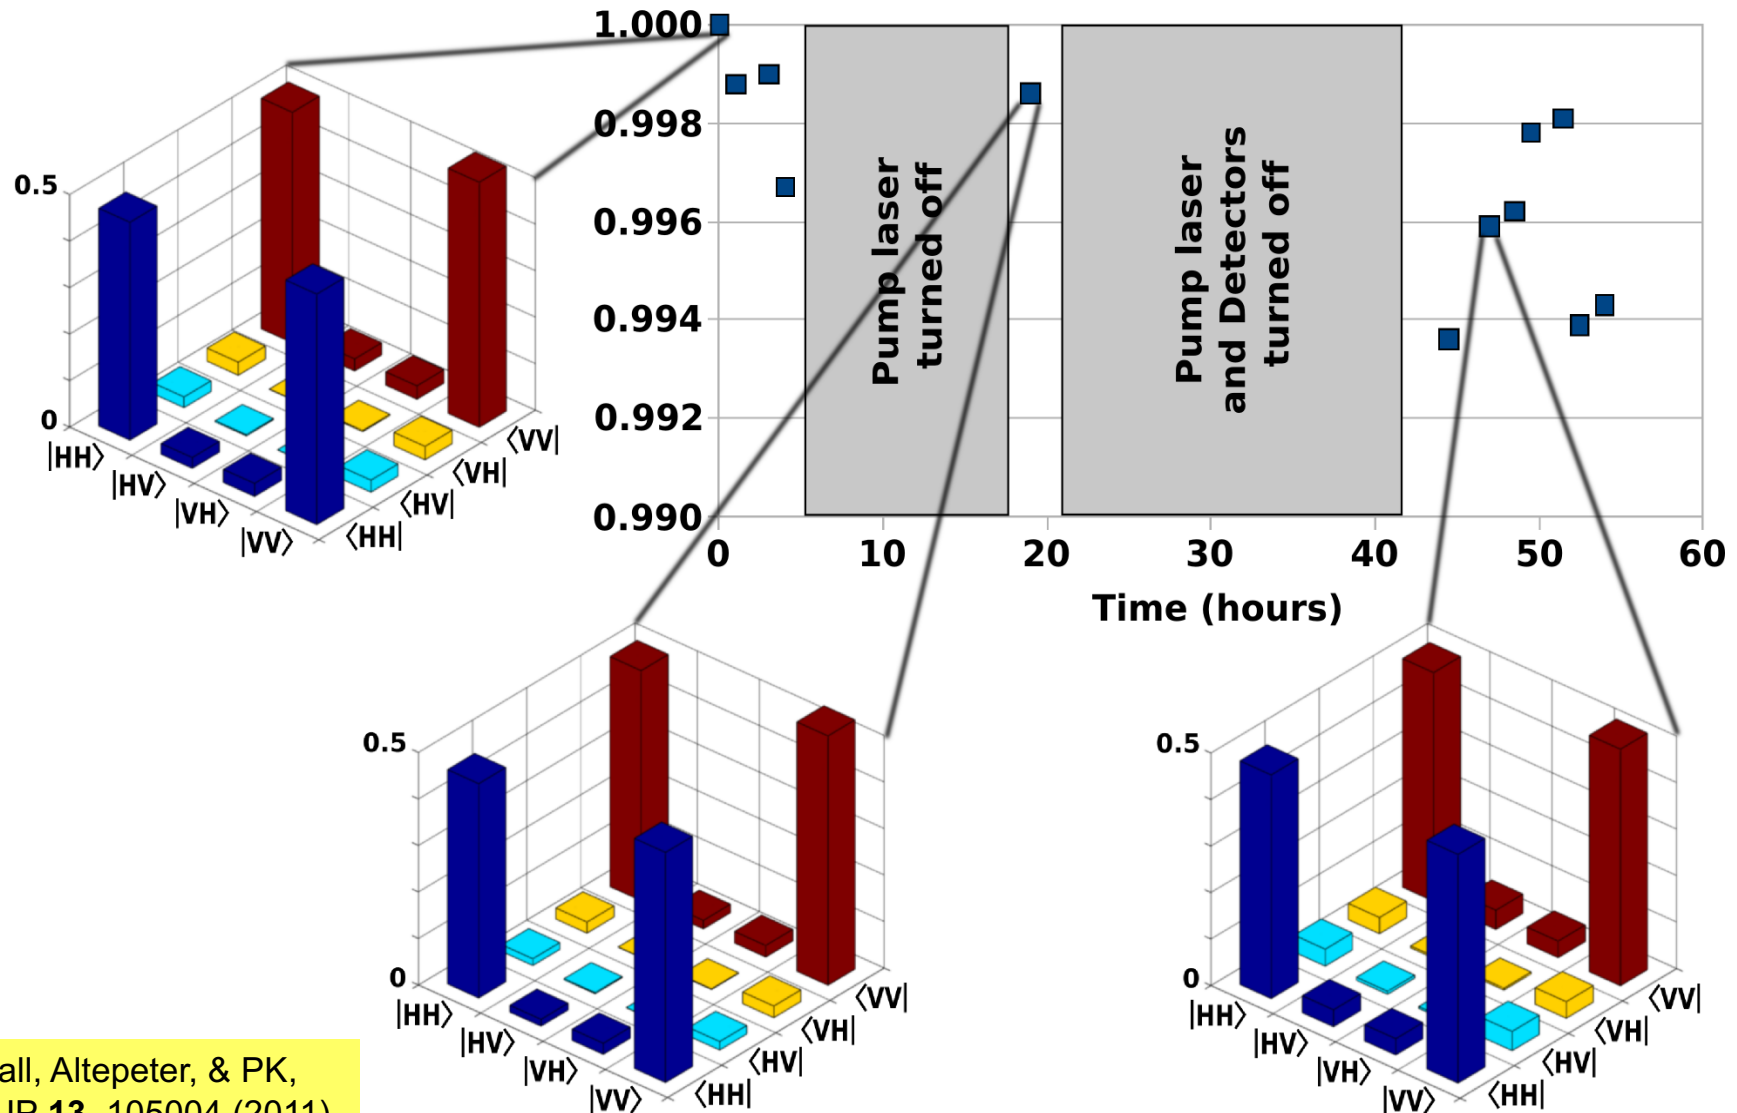 1.000
0.998
0.996
0.994
0.992
0.990
0
10
20
30
40
50
60
Time (hours)
Pump laser
turned off
Pump laser
and Detectors
turned off
0.5
0
|HH⟩
|HV⟩
|VH⟩
|VV⟩
⟨HH|
⟨HV|
⟨VH|
⟨VV|
0.5
0
|HH⟩
|HV⟩
|VH⟩
|VV⟩
⟨HH|
⟨HV|
⟨VH|
⟨VV|
0.5
0
|HH⟩
|HV⟩
|VH⟩
|VV⟩
⟨HH|
⟨HV|
⟨VH|
⟨VV|
all, Altepeter, & PK,
13, 105004 (2011)